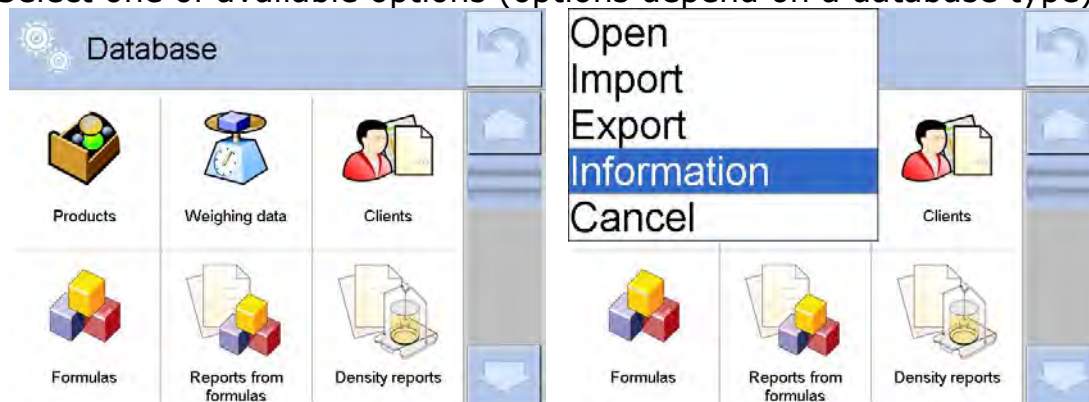 Select one of available options (options depend on a database type)
Database
Products
Weighing data
Clients
Formulas
Reports from
formulas
Density reports
Open
Import
Export
Information
Cancel
Clients
Formulas
Reports from
formulas
Density reports